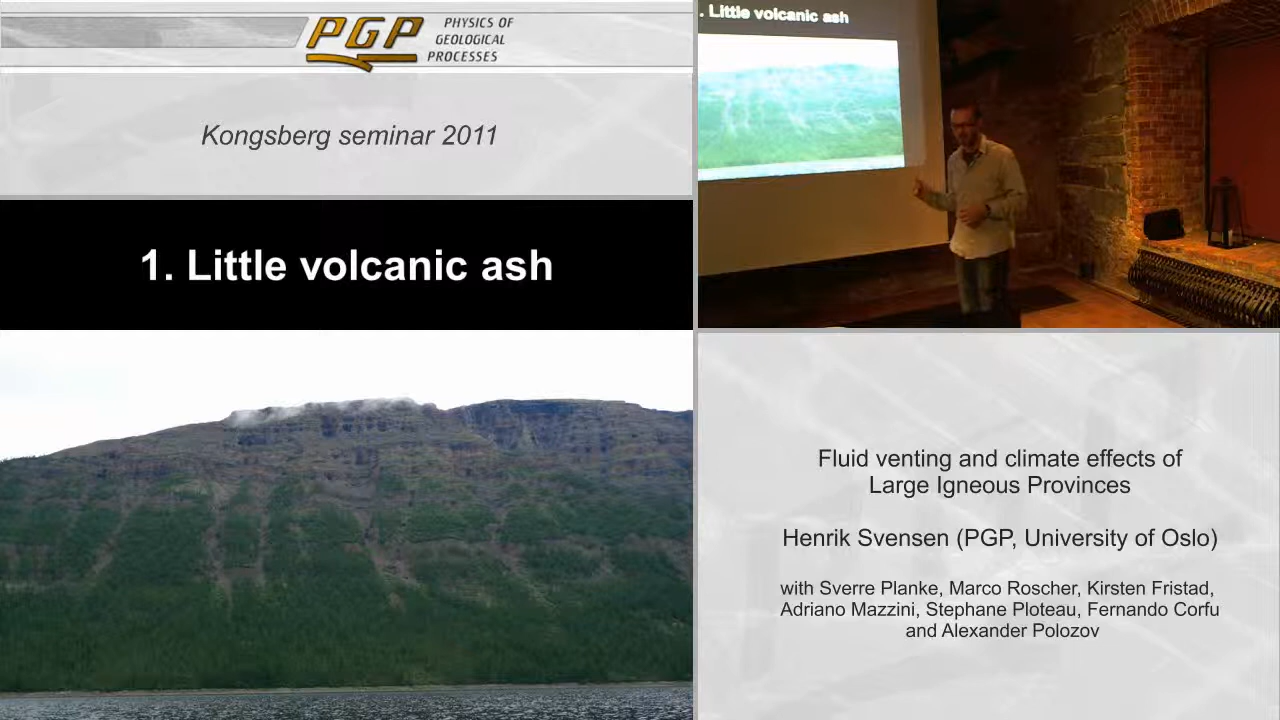 PGP
PHYSICS OF
GEOLOGICAL
PROCESSES
Kongsberg seminar 2011
1. Little volcanic ash
. Little volcanic ash
Fluid venting and climate effects of
Large Igneous Provinces
Henrik Svensen (PGP, University of Oslo)
with Sverre Planke, Marco Roscher, Kirsten Fristad,
Adriano Mazzini, Stephane Ploteau, Fernando Corfu
and Alexander Polozov